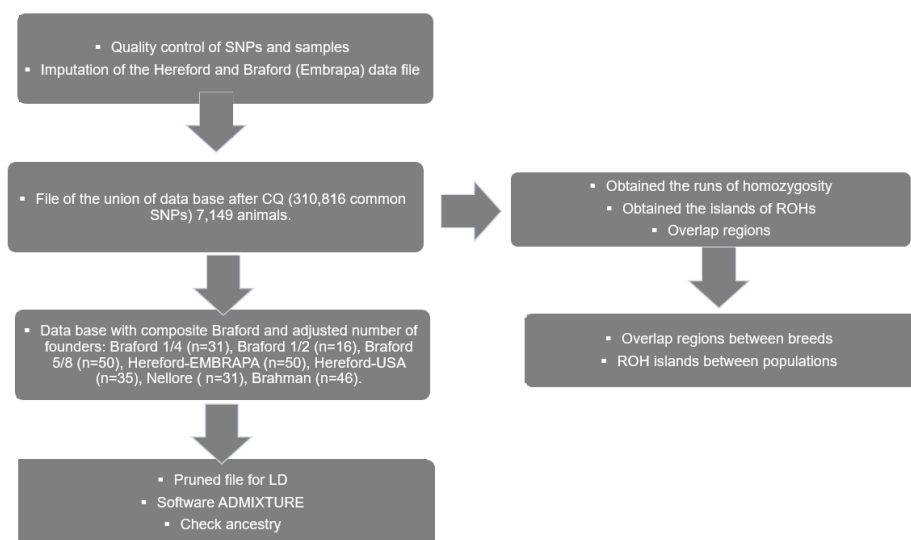 ▪ Quality control of SNPs and samples
▪ Imputation of the Hereford and Braford (Embrapa) data file
▪ File of the union of data base after CQ (310,816 common
SNPs) 7,149 animals.
▪ Data base with composite Braford and adjusted number of
founders: Braford 1/4 (n=31), Braford 1/2 (n=16), Braford
5/8 (n=50), Hereford-EMBRAPA (n=50), Hereford-USA
(n=35), Nellore ( n=31), Brahman (n=46).
▪ Pruned file for LD
▪ Software ADMIXTURE
▪ Check ancestry
▪ Obtained the runs of homozygosity
▪ Obtained the islands of ROHs
▪ Overlap regions
▪ Overlap regions between breeds
▪ ROH islands between populations